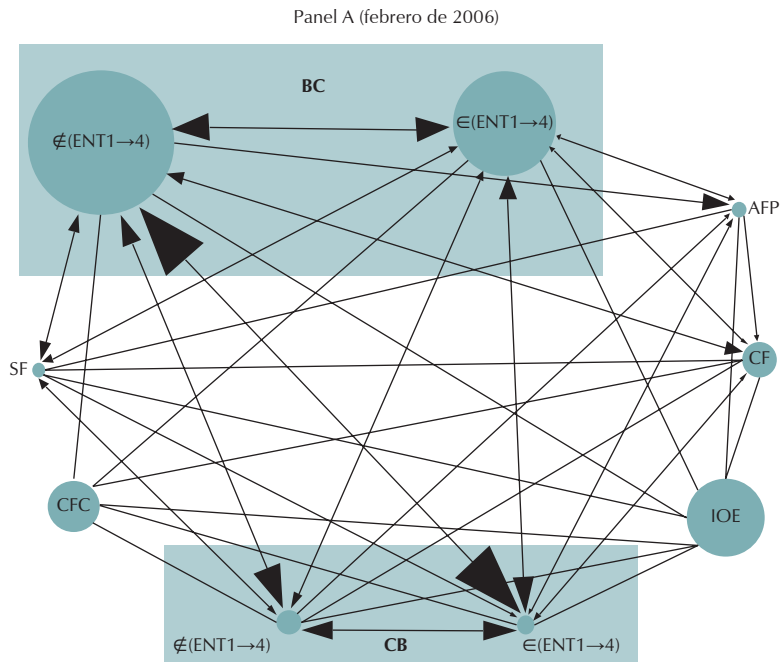 Panel A (febrero de 2006)
BC
∉(ENT1→4)
∈(ENT1→4)
AFP
SF
CF
CFC
IOE
∉(ENT1→4)
CB
∈(ENT1→4)